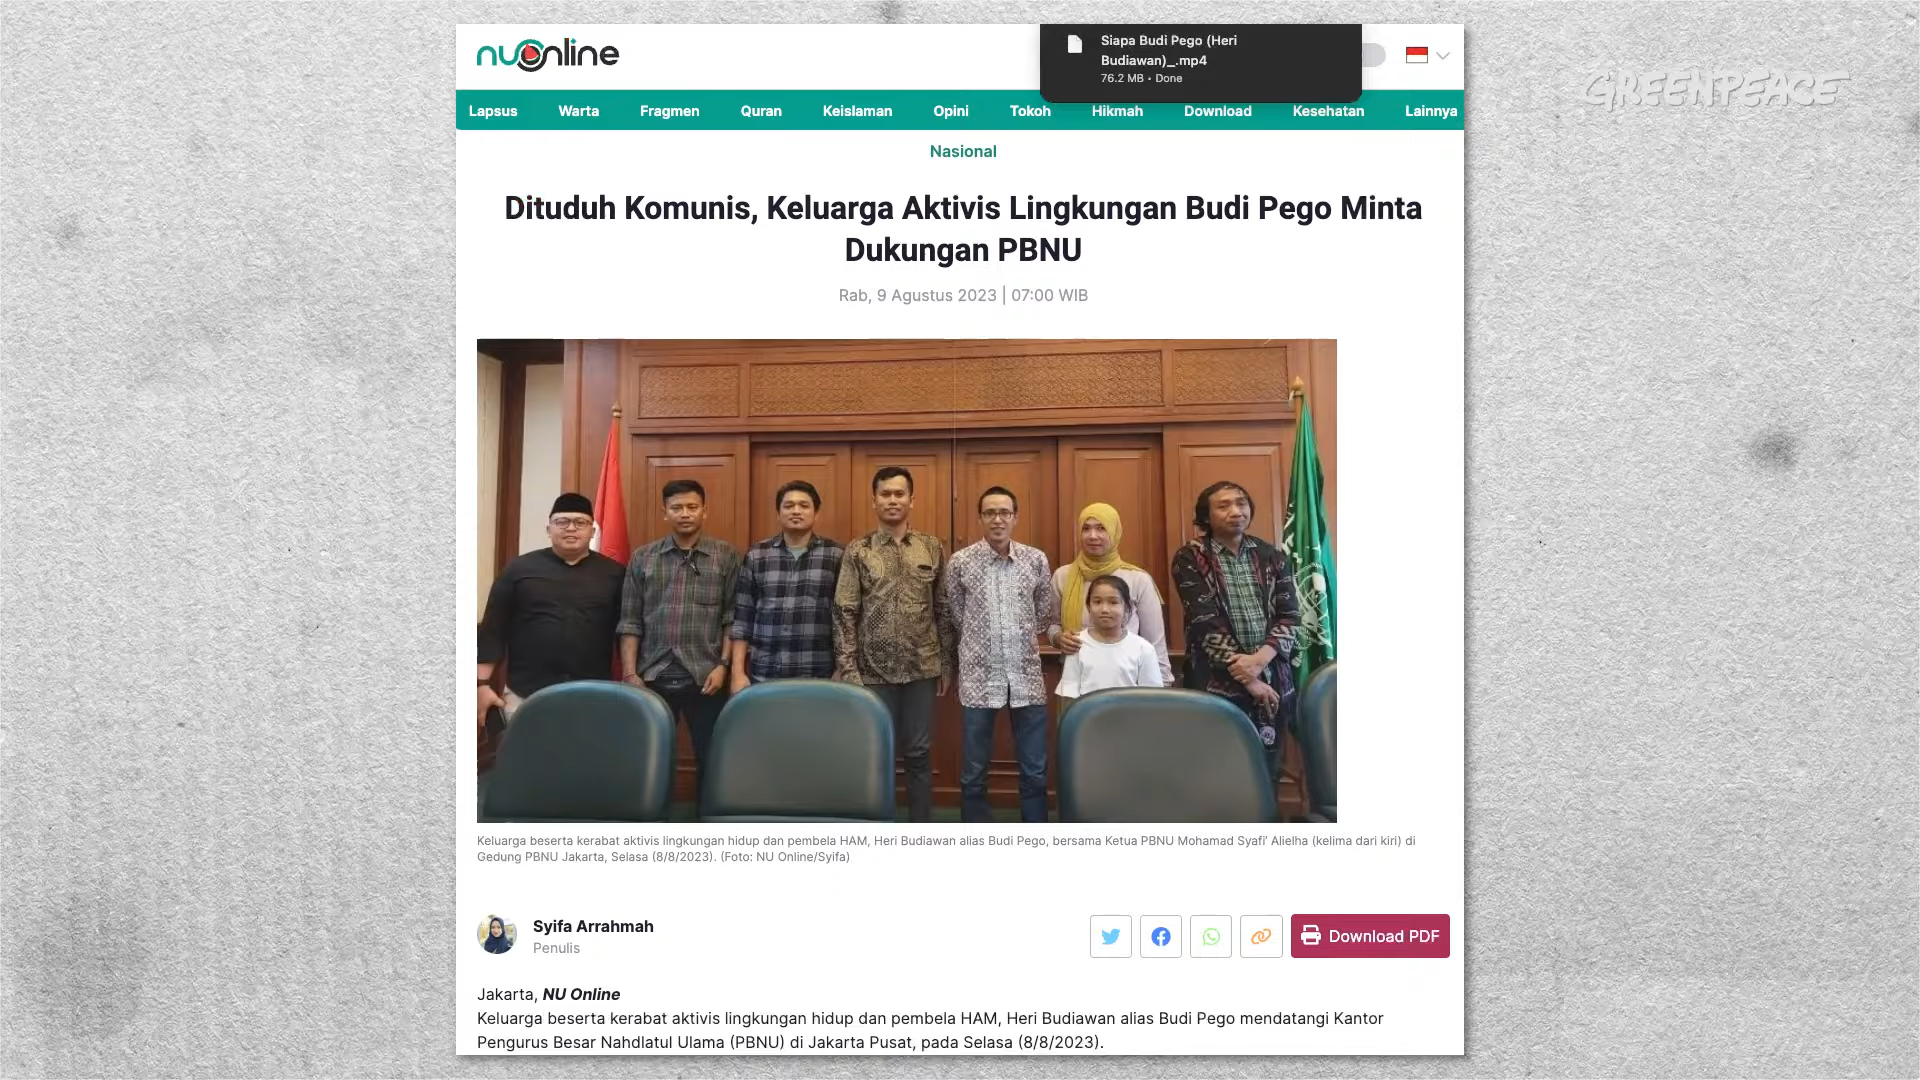 nuonline
Siapa Budi Pego (Heri
Budiawan)_.mp4
76.2 MB • Done
GREENPEACE
Lapsus Warta Fragmen Quran Keislaman Opini Tokoh Hikmah Download Kesehatan Lainnya
Nasional
Dituduh Komunis, Keluarga Aktivis Lingkungan Budi Pego Minta
Dukungan PBNU
Rab, 9 Agustus 2023 | 07:00 WIB
Keluarga beserta kerabat aktivis lingkungan hidup dan pembela HAM, Heri Budiawan alias Budi Pego, bersama Ketua PBNU Mohamad Syafi' Alielha (kelima dari kiri) di
Gedung PBNU Jakarta, Selasa (8/8/2023). (Foto: NU Online/Syifa)
Syifa Arrahmah
Penulis
Download PDF
Jakarta, NU Online
Keluarga beserta kerabat aktivis lingkungan hidup dan pembela HAM, Heri Budiawan alias Budi Pego mendatangi Kantor
Pengurus Besar Nahdlatul Ulama (PBNU) di Jakarta Pusat, pada Selasa (8/8/2023).